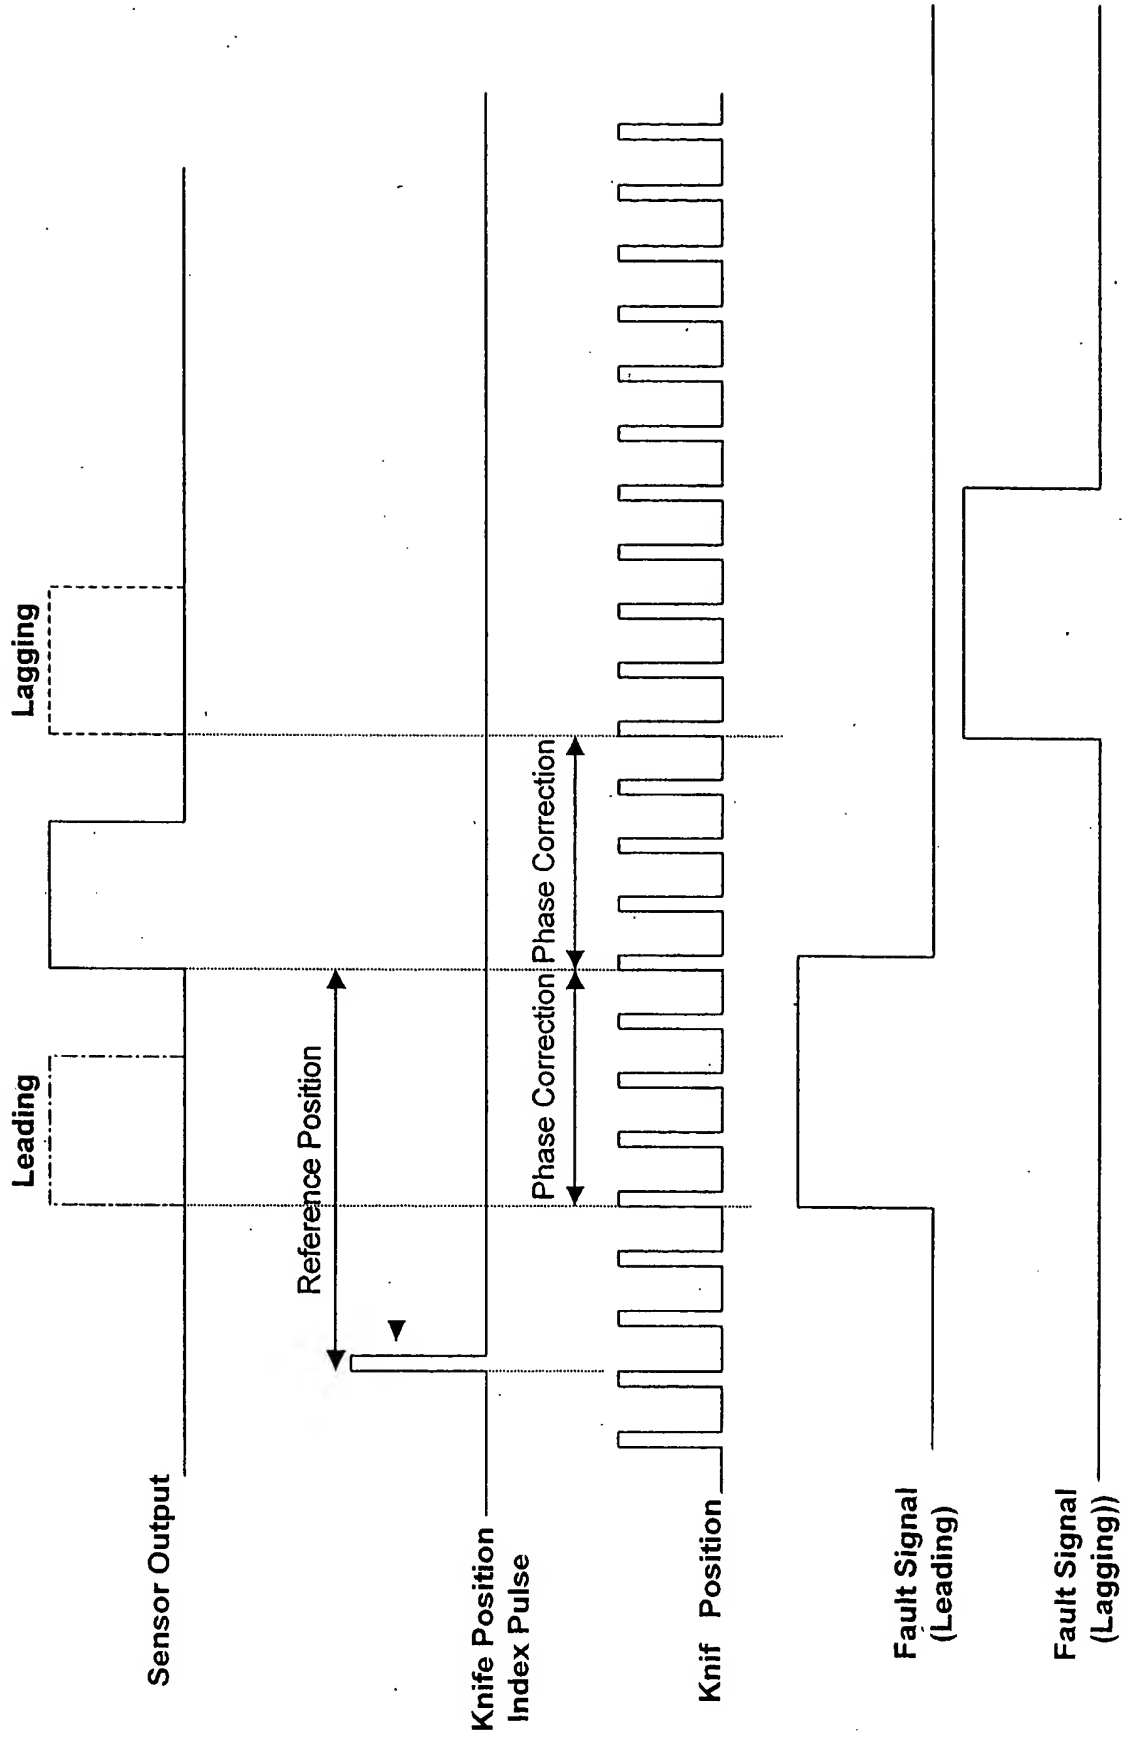 Leading
Lagging
Sensor Output
Reference Position
Knife Position
Index Pulse
Phase Correction
Phase Correction
Knif Position
Fault Signal
(Leading)
Fault Signal
(Lagging))